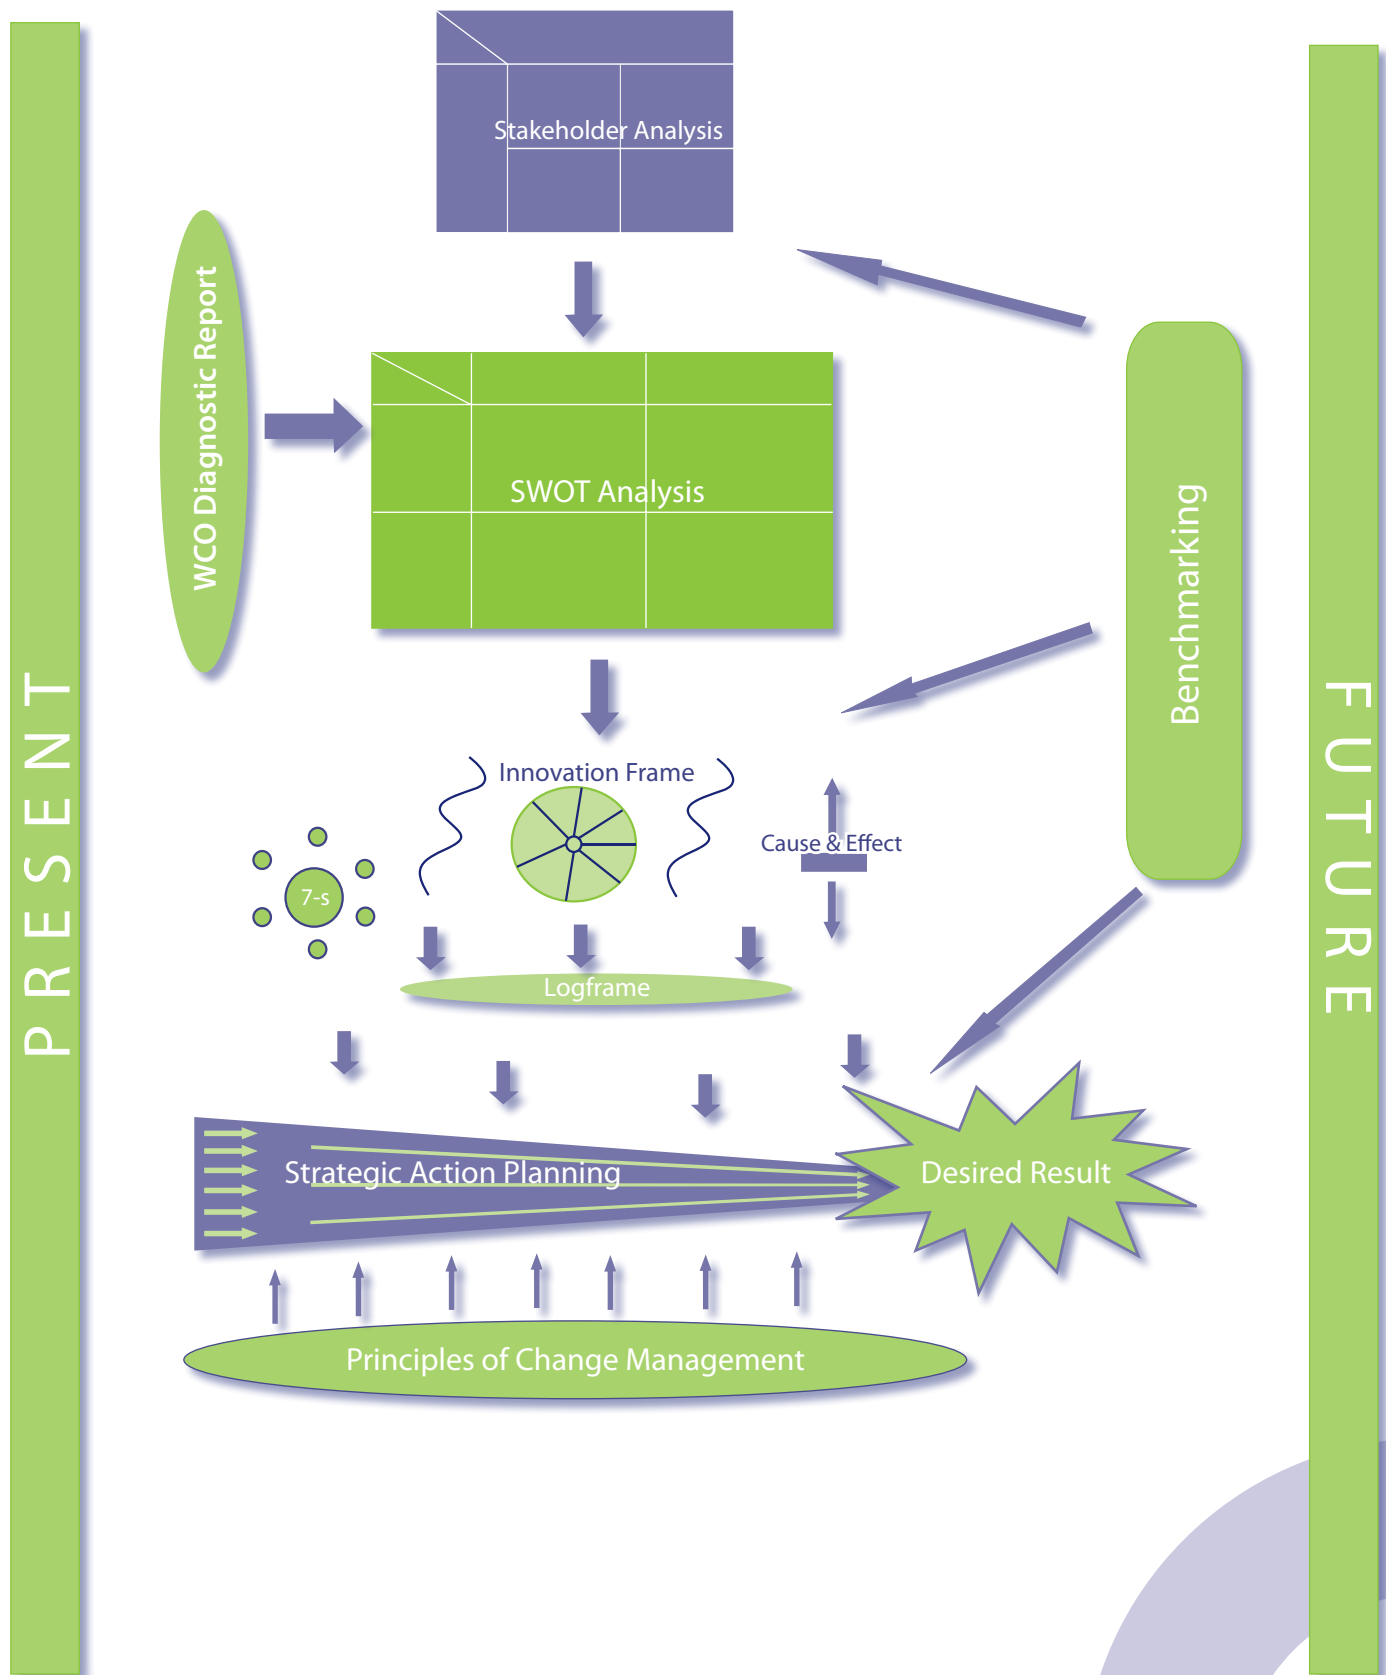 PRESENT
Stakeholder Analysis
WCO Diagnostic Report
SWOT Analysis
Benchmarking
FUTURE
Innovation Frame
Cause & Effect
7-s
Logframe
Strategic Action Planning
Desired Result
Principles of Change Management